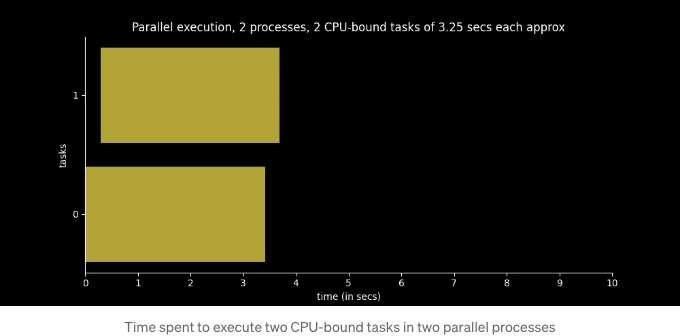 Parallel execution, 2 processes, 2 CPU-bound tasks of 3.25 secs each approx
1
tasks
0
0 1 2 3 4 5 6 7 8 9 10
time (in secs)
Time spent to execute two CPU-bound tasks in two parallel processes